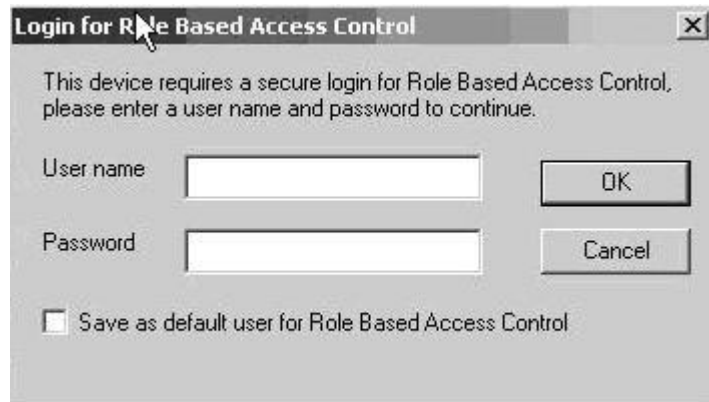 Login for Role Based Access Control
This device requires a secure login for Role Based Access Control,
please enter a user name and password to continue.
User name
OK
Password
Cancel
Save as default user for Role Based Access Control